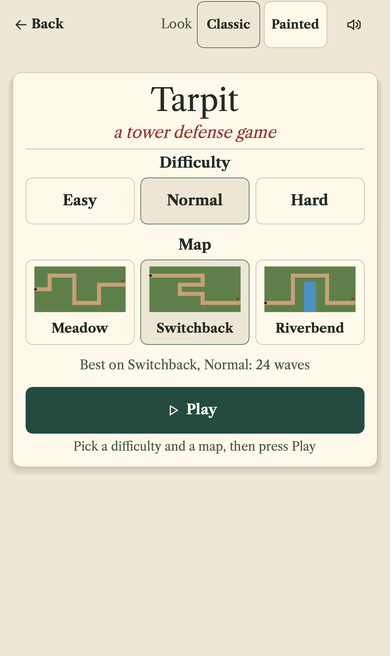 Back
Look Classic Painted
Tarpit
a tower defense game
Difficulty
Easy Normal Hard
Map
Meadow Switchback Riverbend
Best on Switchback, Normal: 24 waves
Play
Pick a difficulty and a map, then press Play